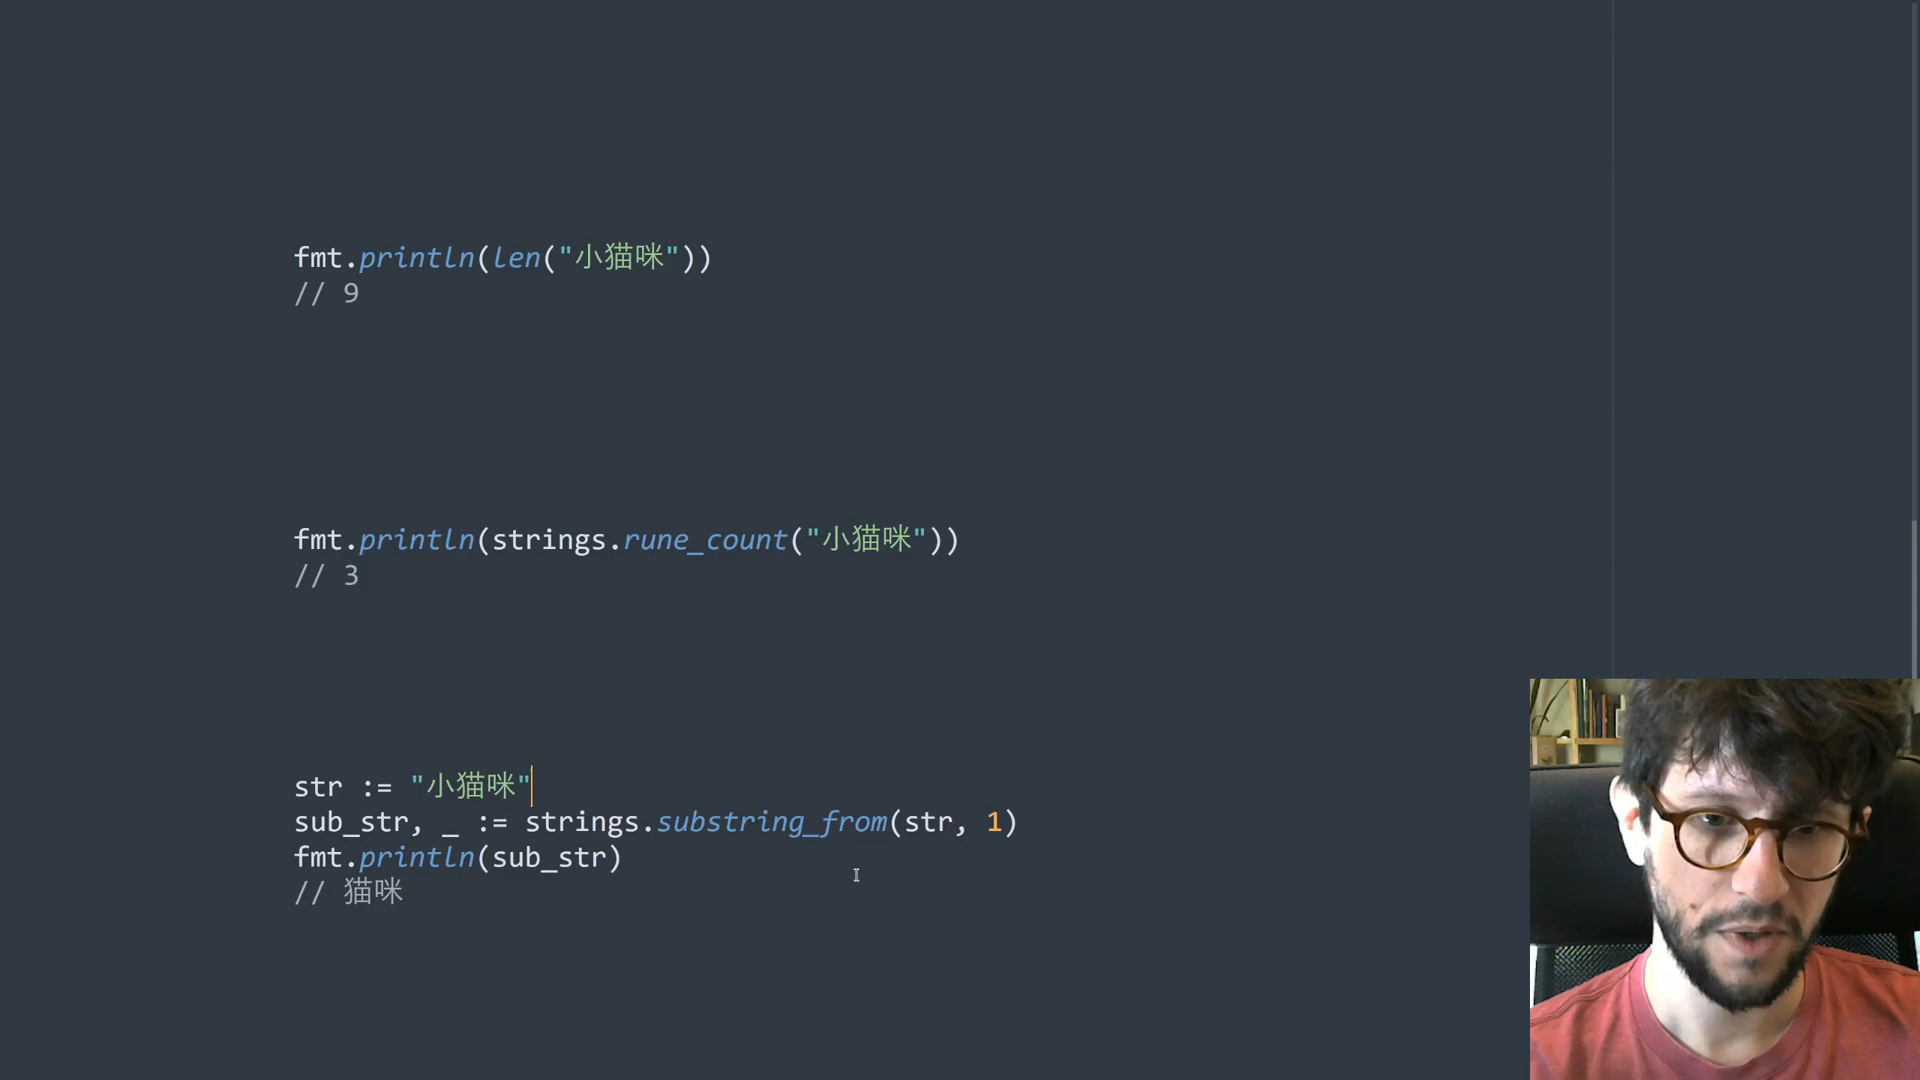 fmt.println(len("小猫咪"))
// 9
fmt.println(strings.rune_count("小猫咪"))
// 3
str := "小猫咪"
sub_str, _ := strings.substring_from(str, 1)
fmt.println(sub_str)
// 猫咪